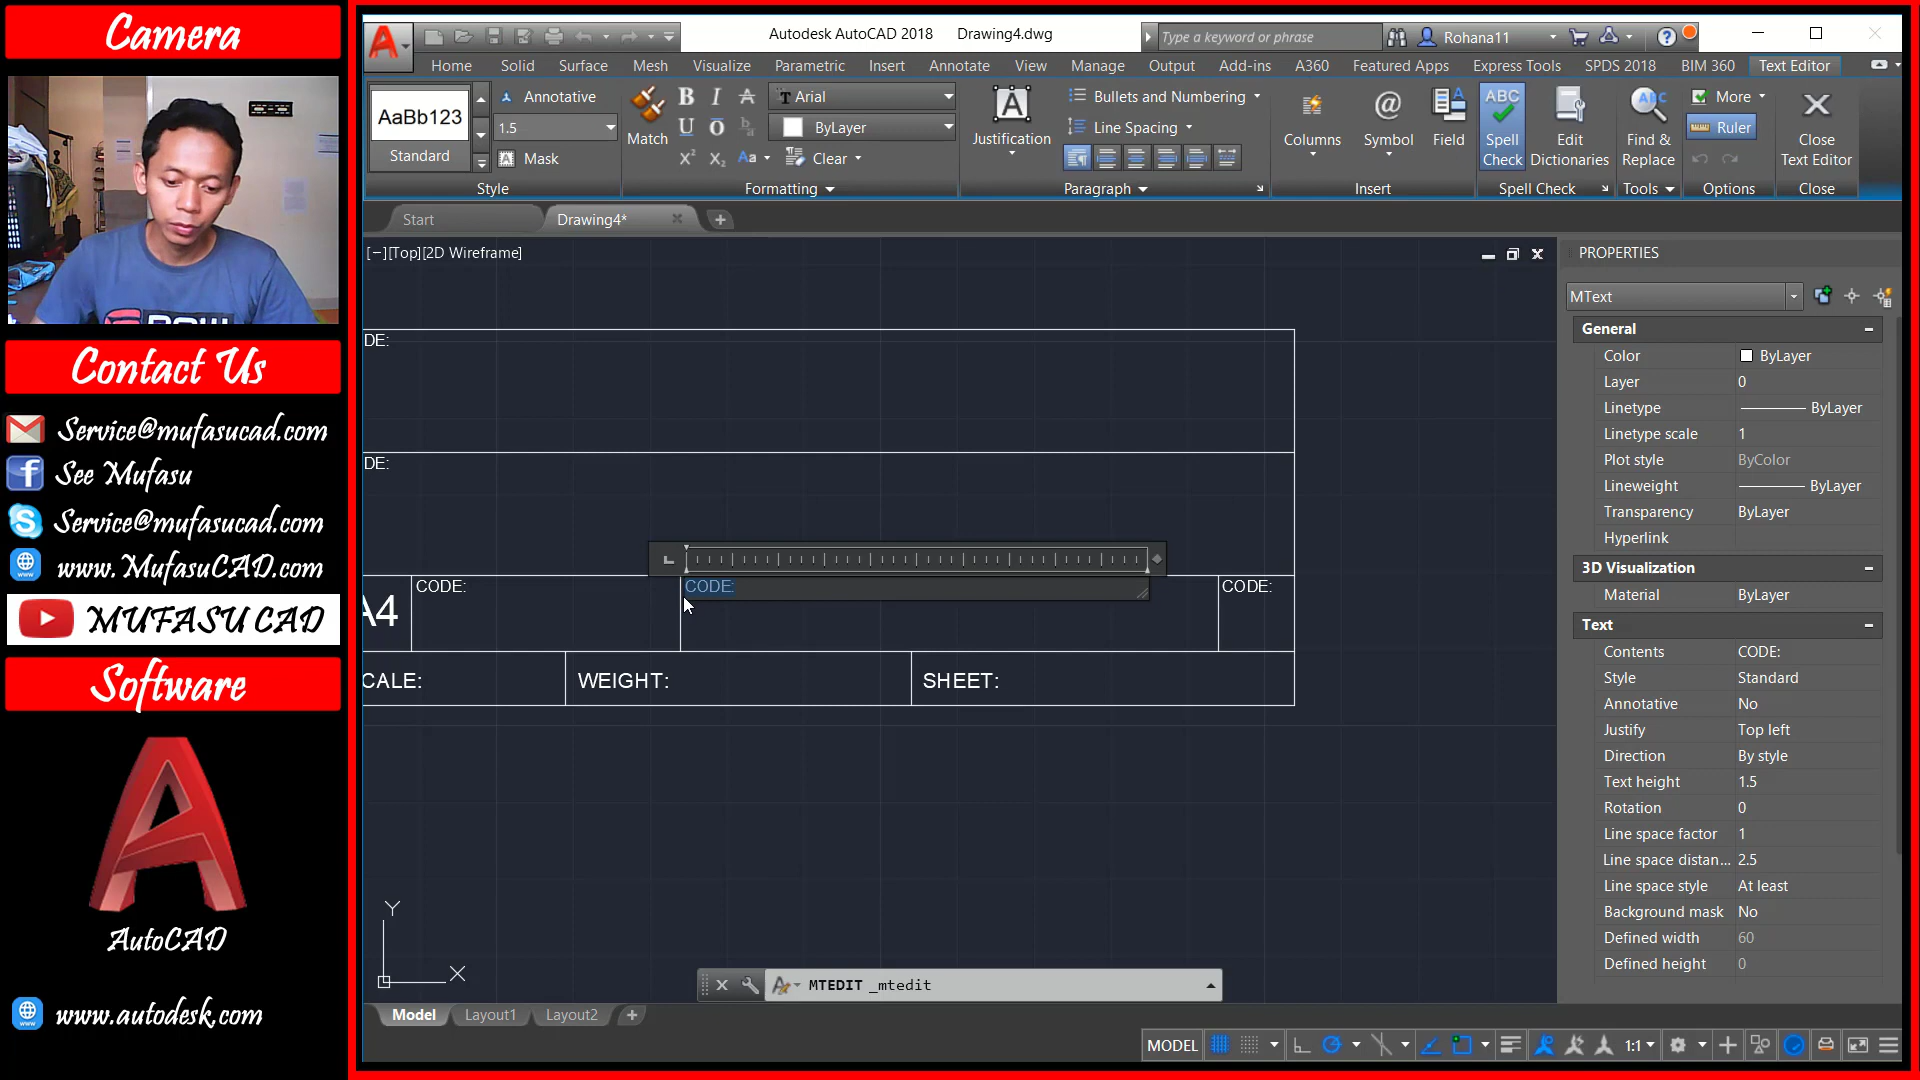 Camera
Contact Us
Service@mufasucad.com
See Mufasu
Service@mufasucad.com
www.MufasuCAD.com
MUFASU CAD
Software
AutoCAD
www.autodesk.com
Autodesk AutoCAD 2018 Drawing4.dwg
Type a keyword or phrase
Rohana11
Home Solid Surface Mesh Visualize Parametric Insert Annotate View Manage Output Add-ins A360 Featured Apps Express Tools SPDS 2018 BIM 360 Text Editor
AaBb123
Standard
Annotative
1.5
Mask
Style
Match
B I A
U O
Arial
ByLayer
Clear
Formatting
Justification
Bullets and Numbering
Line Spacing
Paragraph
Columns
Symbol
Field
Insert
ABC
Spell
Check
Edit
Dictionaries
Spell Check
Find &
Replace
Tools
More
Ruler
Options
Close
Text Editor
Close
Start
Drawing4*
[−][Top][2D Wireframe]
DE:
DE:
A4
CODE:
CODE:
CODE:
CALE:
WEIGHT:
SHEET:
Y
X
MTEDIT _mtedit
Model Layout1 Layout2
PROPERTIES
MText
General
Color ByLayer
Layer 0
Linetype ByLayer
Linetype scale 1
Plot style ByColor
Lineweight ByLayer
Transparency ByLayer
Hyperlink
3D Visualization
Material ByLayer
Text
Contents CODE:
Style Standard
Annotative No
Justify Top left
Direction By style
Text height 1.5
Rotation 0
Line space factor 1
Line space distan... 2.5
Line space style At least
Background mask No
Defined width 60
Defined height 0
MODEL
1:1